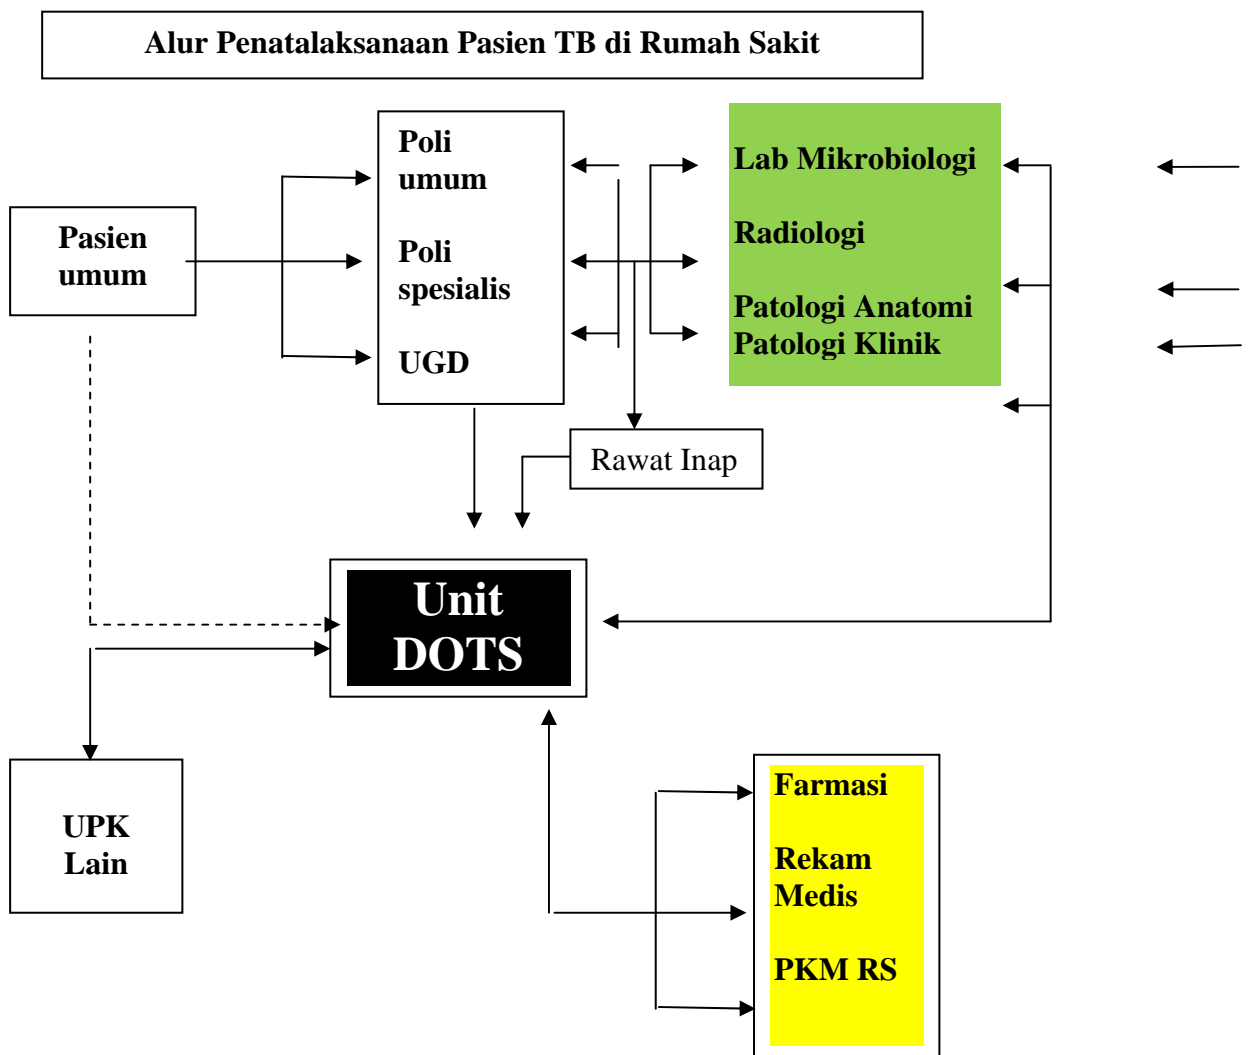 Alur Penatalaksanaan Pasien TB di Rumah Sakit
Pasien
umum
Poli
umum
Poli
spesialis
UGD
Lab Mikrobiologi
Radiologi
Patologi Anatomi
Patologi Klinik
Rawat Inap
Unit
DOTS
UPK
Lain
Farmasi
Rekam
Medis
PKM RS